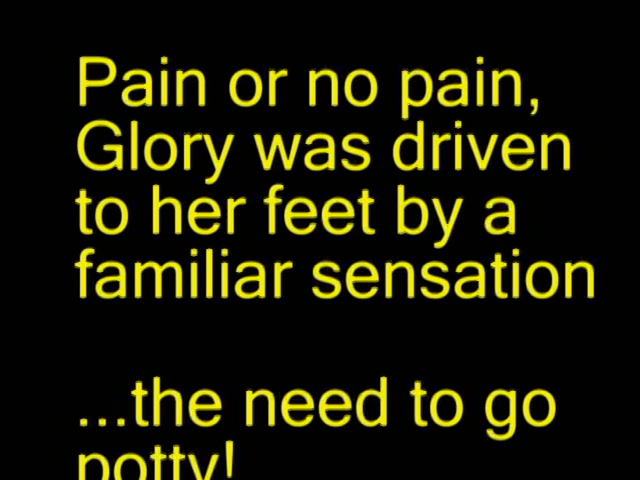 Pain or no pain,
Glory was driven
to her feet by a
familiar sensation
...the need to go
potty!